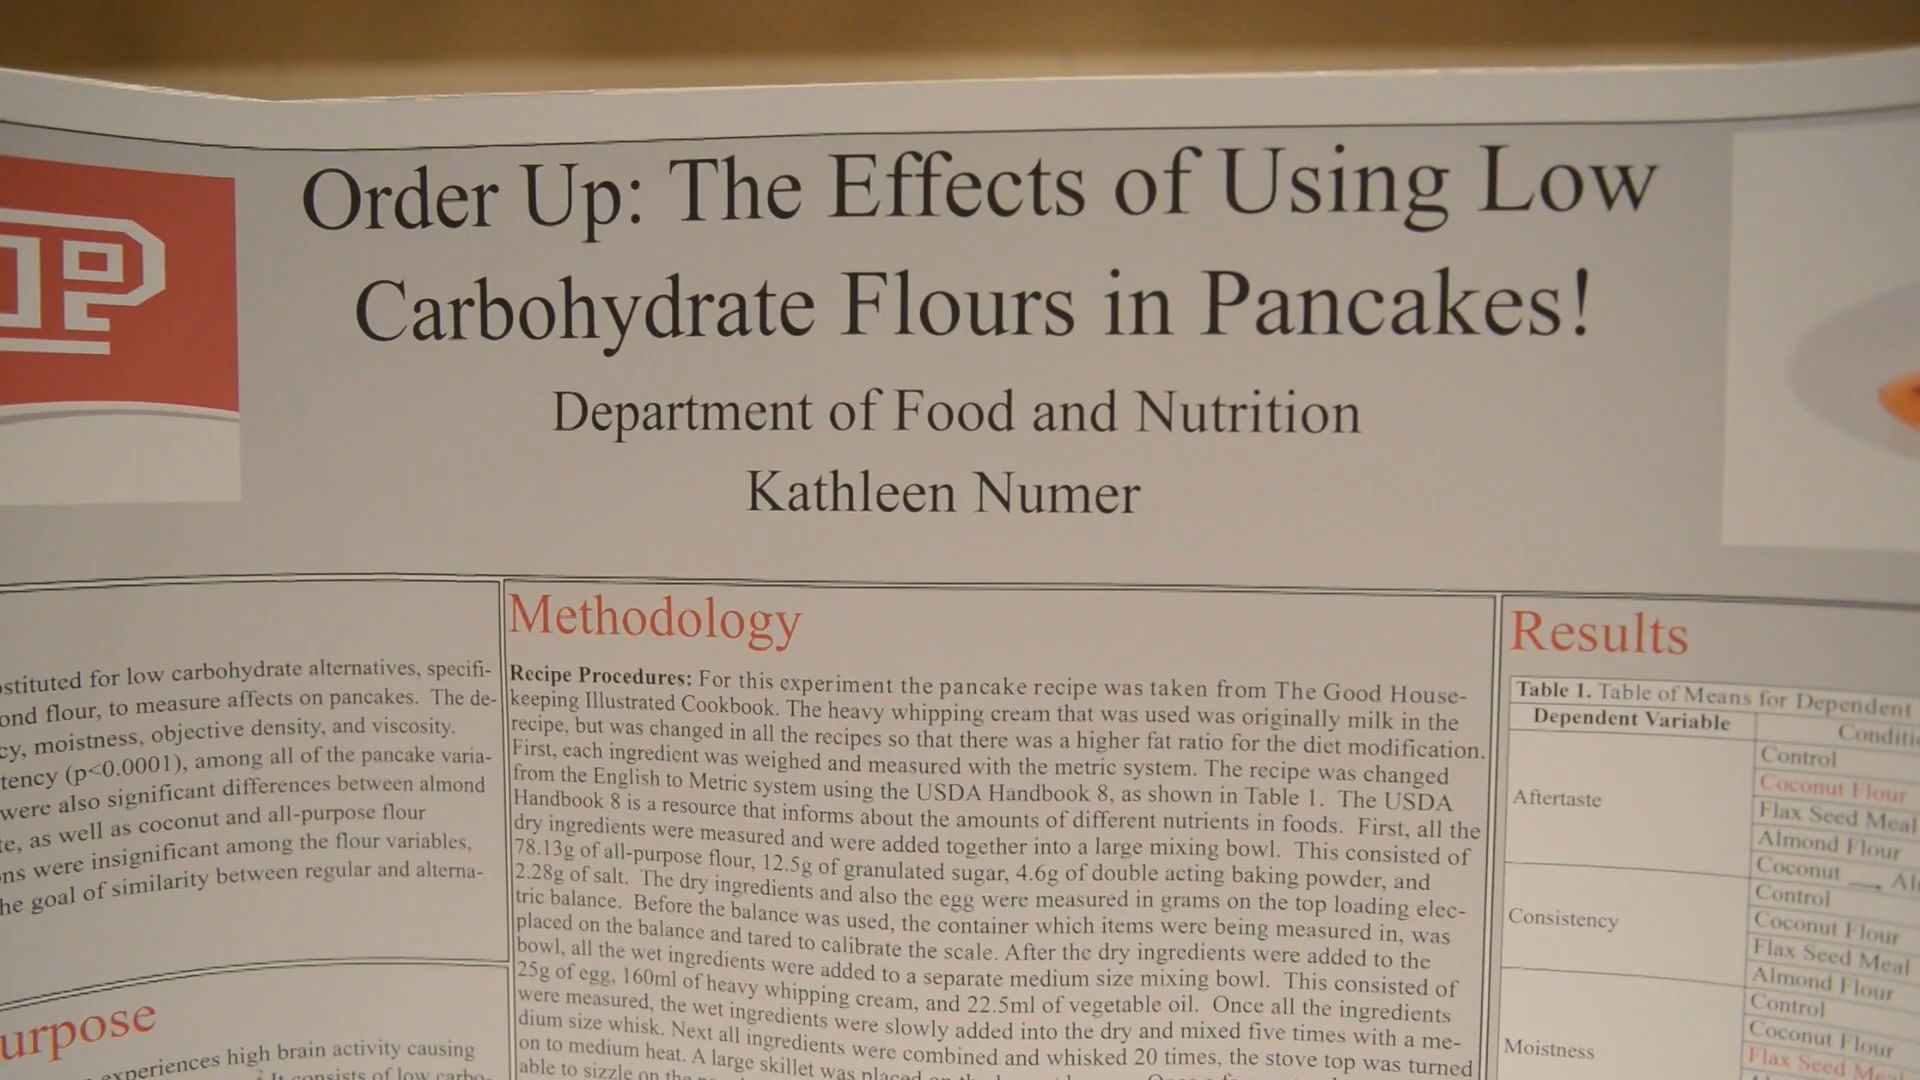 Order Up: The Effects of Using Low
Carbohydrate Flours in Pancakes!
Department of Food and Nutrition
Kathleen Numer
for low carbohydrate alternatives, specifi-
flour, to measure affects on pancakes. The de-
moistness, objective density, and viscosity.
(p<0.0001), among all of the pancake varia-
were also significant differences between almond
as well as coconut and all-purpose flour
were insignificant among the flour variables,
goal of similarity between regular and alterna-
high brain activity causing
Methodology
Recipe Procedures: For this experiment the pancake recipe was taken from The Good House-
keeping Illustrated Cookbook. The heavy whipping cream that was used was originally milk in the
recipe, but was changed in all the recipes so that there was a higher fat ratio for the diet modification.
First, each ingredient was weighed and measured with the metric system. The recipe was changed
from the English to Metric system using the USDA Handbook 8, as shown in Table 1. The USDA
Handbook 8 is a resource that informs about the amounts of different nutrients in foods. First, all the
dry ingredients were measured and were added together into a large mixing bowl. This consisted of
78.13g of all-purpose flour, 12.5g of granulated sugar, 4.6g of double acting baking powder, and
2.28g of salt. The dry ingredients and also the egg were measured in grams on the top loading elec-
tric balance. Before the balance was used, the container which items were being measured in, was
placed on the balance and tared to calibrate the scale. After the dry ingredients were added to the
bowl, all the wet ingredients were added to a separate medium size mixing bowl. This consisted of
25g of egg, 160ml of heavy whipping cream, and 22.5ml of vegetable oil. Once all the ingredients
were measured, the wet ingredients were slowly added into the dry and mixed five times with a me-
dium size whisk. Next all ingredients were combined and whisked 20 times, the stove top was turned
on to medium heat. A large skillet was placed
able to sizzle on the
Results
Table 1. Table of Means for Dependent
Dependent Variable
Aftertaste
Control
Coconut Flour
Flax Seed Meal
Almond Flour
Coconut
Consistency
Control
Coconut Flour
Flax Seed Meal
Almond Flour
Moistness
Control
Coconut Flour
Flax Seed